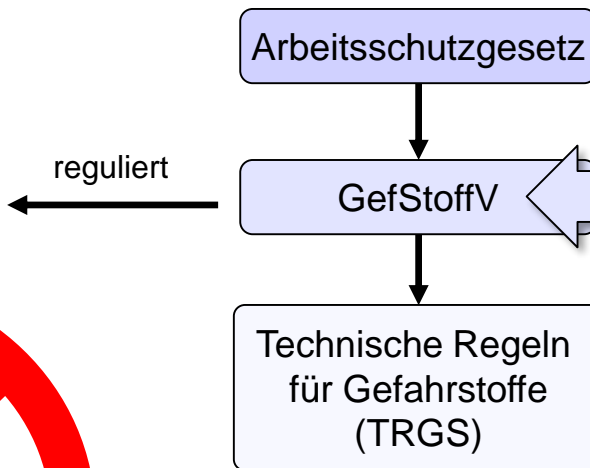 Arbeitsschutzgesetz
reguliert
GefStoffV
Technische Regeln
für Gefahrstoffe
(TRGS)